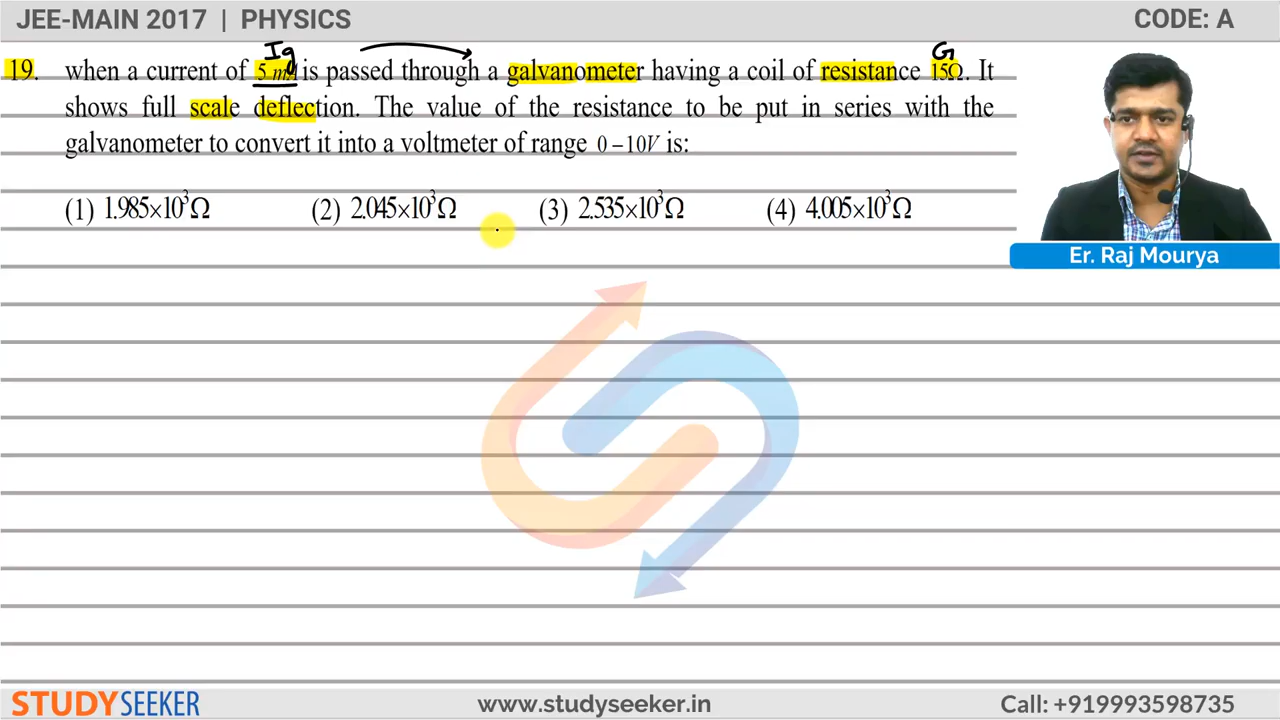 JEE-MAIN 2017 | PHYSICS CODE: A
Ig G
19. when a current of 5 mA is passed through a galvanometer having a coil of resistance 15Ω. It
shows full scale deflection. The value of the resistance to be put in series with the
galvanometer to convert it into a voltmeter of range 0–10V is:
(1) 1.985×10³Ω (2) 2.045×10³Ω (3) 2.535×10³Ω (4) 4.005×10³Ω
Er. Raj Mourya
STUDYSEEKER www.studyseeker.in Call: +919993598735